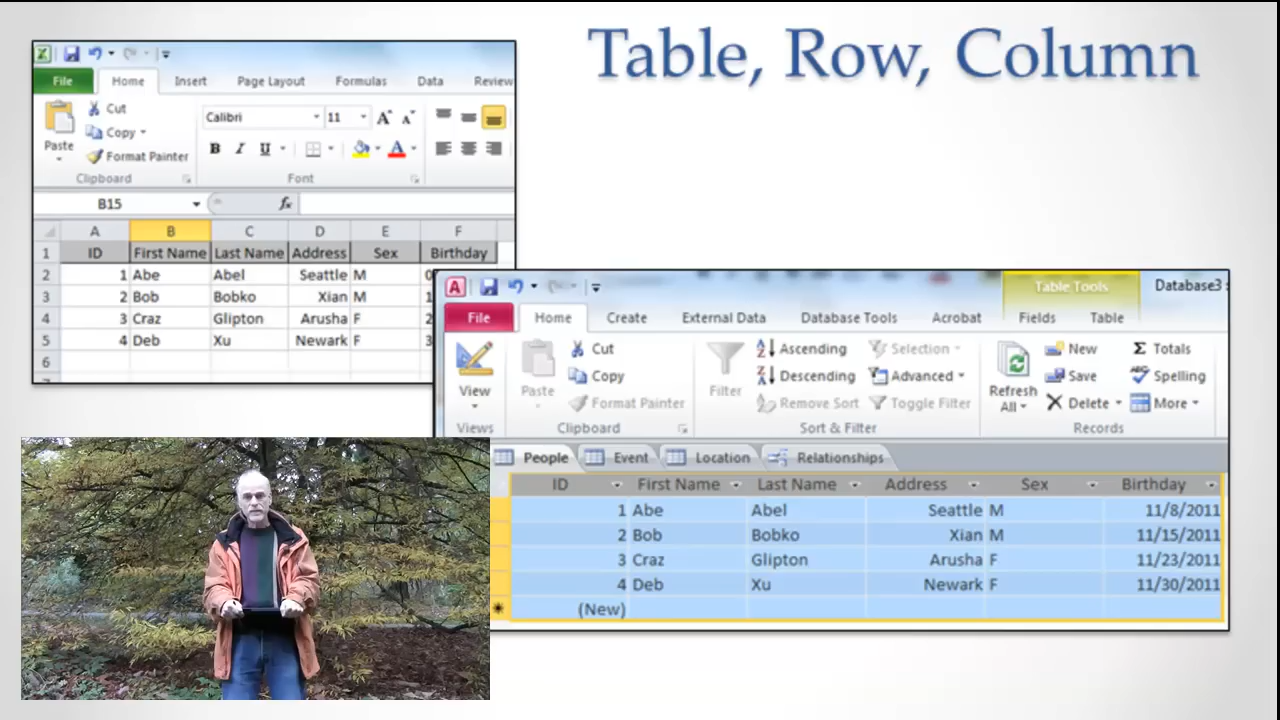 Table, Row, Column
File Home Insert Page Layout Formulas Data Review
Paste
Cut
Copy
Format Painter
Clipboard
Calibri 11
B I U
A A
Font
B15 fx
A B C D E F
1 ID First Name Last Name Address Sex Birthday
2 1 Abe Abel Seattle M 0
3 2 Bob Bobko Xian M 1
4 3 Craz Glipton Arusha F 2
5 4 Deb Xu Newark F 3
6
Table Tools Database3 :
File Home Create External Data Database Tools Acrobat Fields Table
View
Views
Paste
Cut
Copy
Format Painter
Clipboard
Filter
Ascending
Descending
Remove Sort
Selection
Advanced
Toggle Filter
Sort & Filter
Refresh
All
New
Save
Delete
Totals
Spelling
More
Records
People Event Location Relationships
ID First Name Last Name Address Sex Birthday
1 Abe Abel Seattle M 11/8/2011
2 Bob Bobko Xian M 11/15/2011
3 Craz Glipton Arusha F 11/23/2011
4 Deb Xu Newark F 11/30/2011
(New)